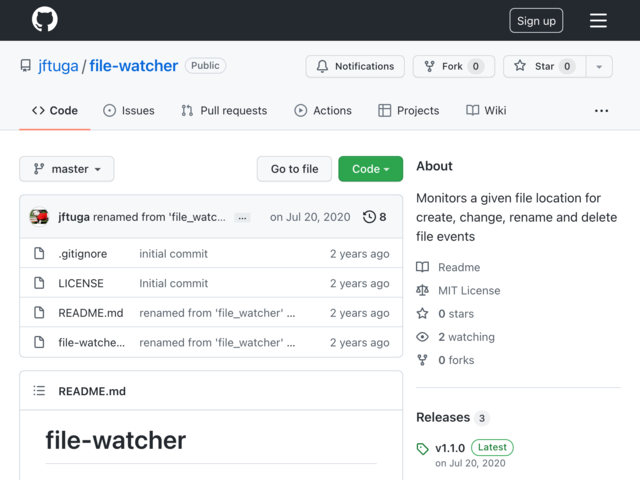 Sign up
jftuga / file-watcher Public
Notifications
Fork 0
Star 0
Code
Issues
Pull requests
Actions
Projects
Wiki
...
master
Go to file
Code
jftuga renamed from 'file_watc... ... on Jul 20, 2020 8
.gitignore initial commit 2 years ago
LICENSE Initial commit 2 years ago
README.md renamed from 'file_watcher' ... 2 years ago
file-watche... renamed from 'file_watcher' ... 2 years ago
README.md
file-watcher
About
Monitors a given file location for
create, change, rename and delete
file events
Readme
MIT License
0 stars
2 watching
0 forks
Releases 3
v1.1.0 Latest
on Jul 20, 2020